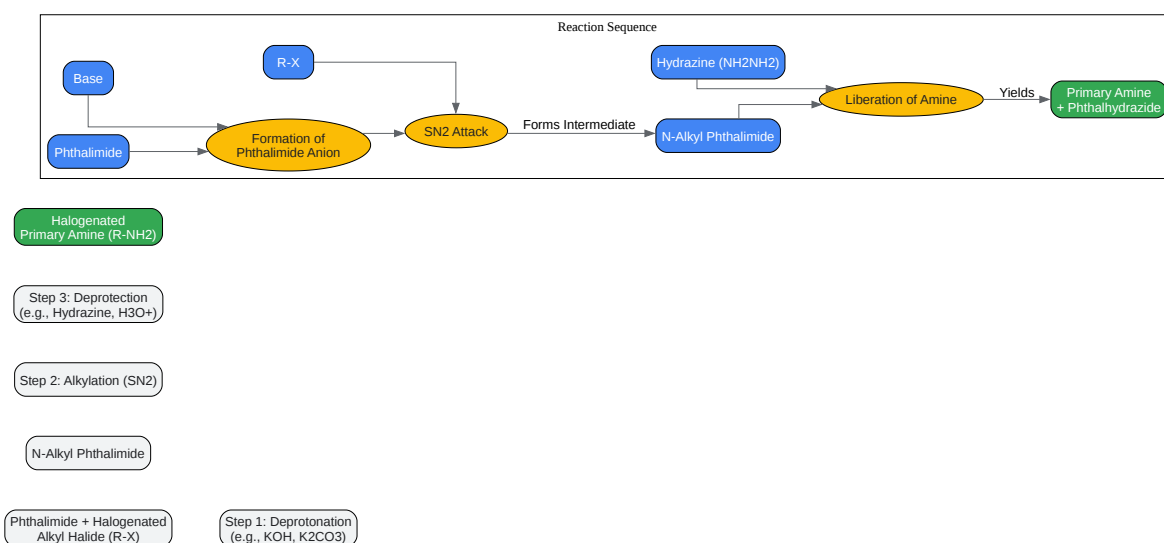 Reaction Sequence
Base
R-X
Hydrazine (NH2NH2)
Phthalimide
Formation of
Phthalimide Anion
SN2 Attack
Forms Intermediate
N-Alkyl Phthalimide
Liberation of Amine
Yields
Primary Amine
+ Phthalhydrazide
Halogenated
Primary Amine (R-NH2)
Step 3: Deprotection
(e.g., Hydrazine, H3O+)
Step 2: Alkylation (SN2)
N-Alkyl Phthalimide
Phthalimide + Halogenated
Alkyl Halide (R-X)
Step 1: Deprotonation
(e.g., KOH, K2CO3)